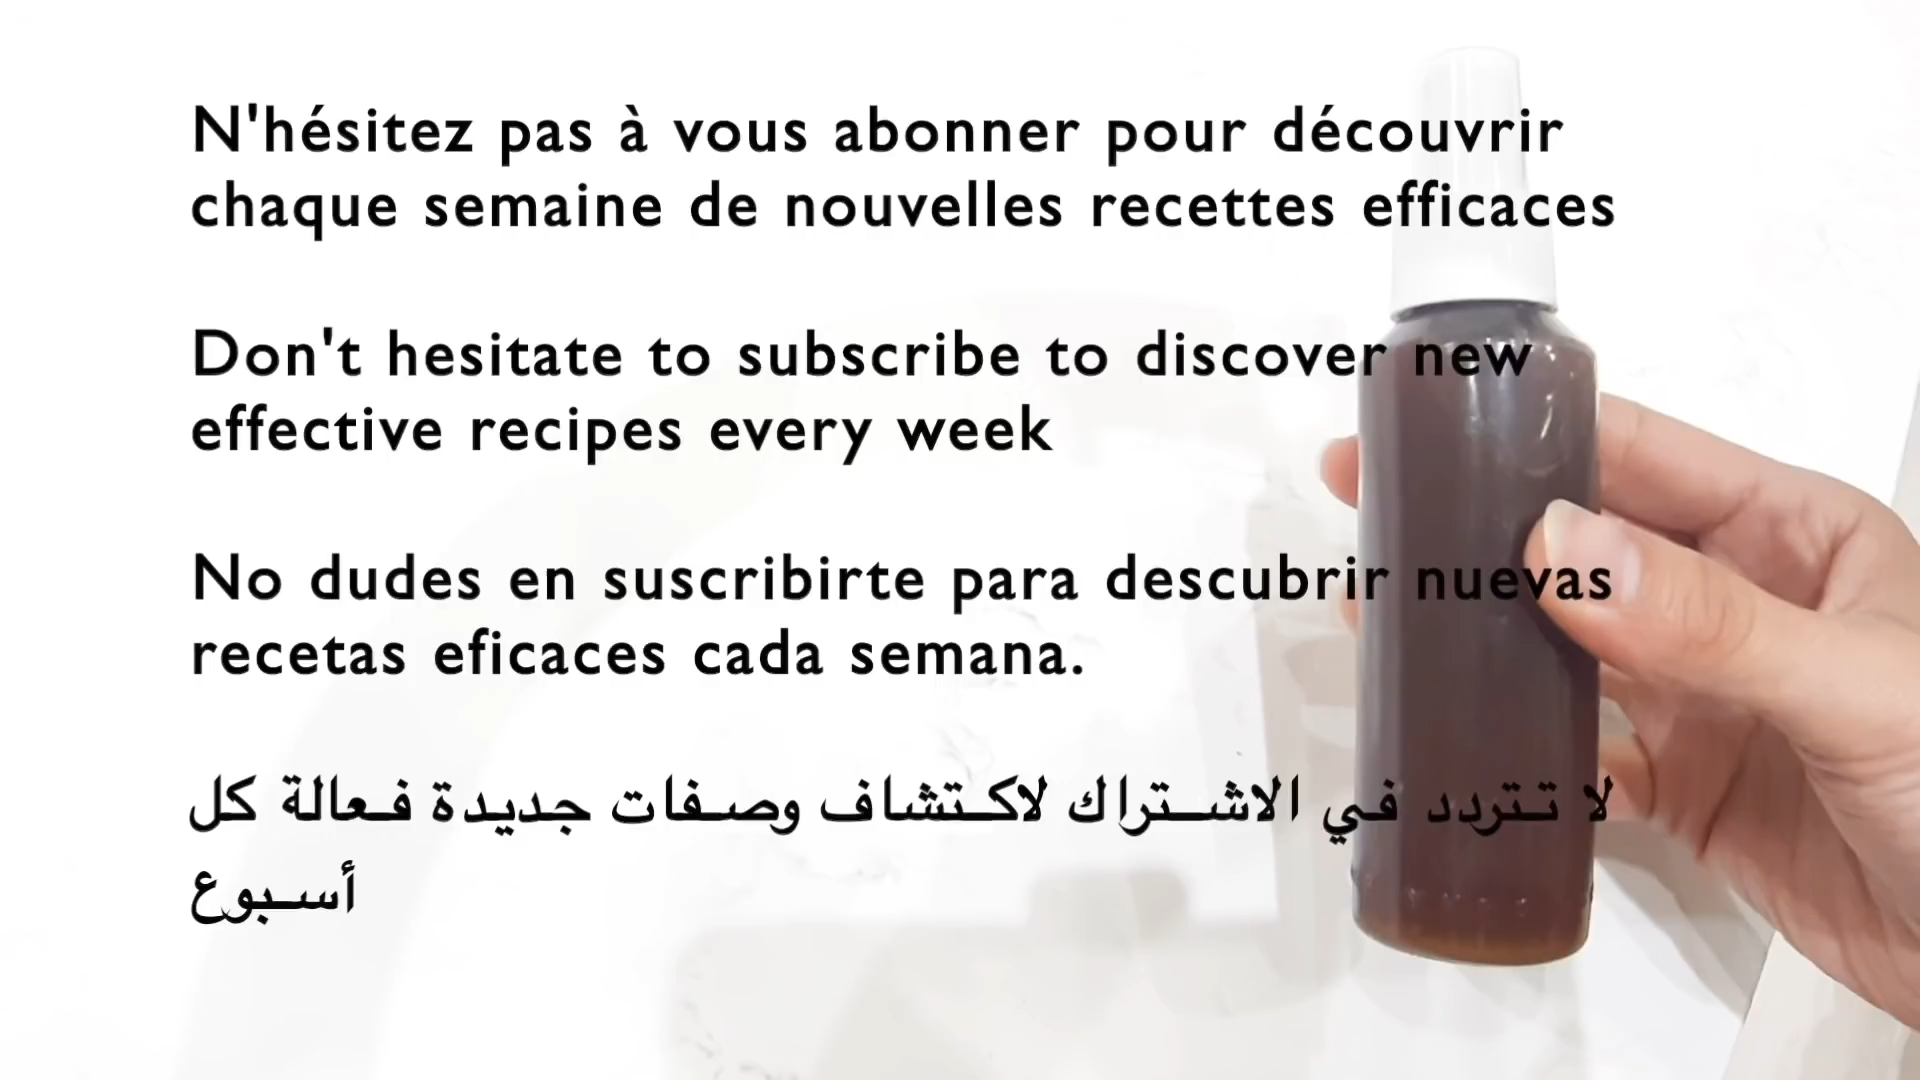 N'hésitez pas à vous abonner pour découvrir
chaque semaine de nouvelles recettes efficaces
Don't hesitate to subscribe to discover new
effective recipes every week
No dudes en suscribirte para descubrir nuevas
recetas eficaces cada semana.
لا تتردد في الاشتراك لاكتشاف وصفات جديدة فعالة كل
أسبوع